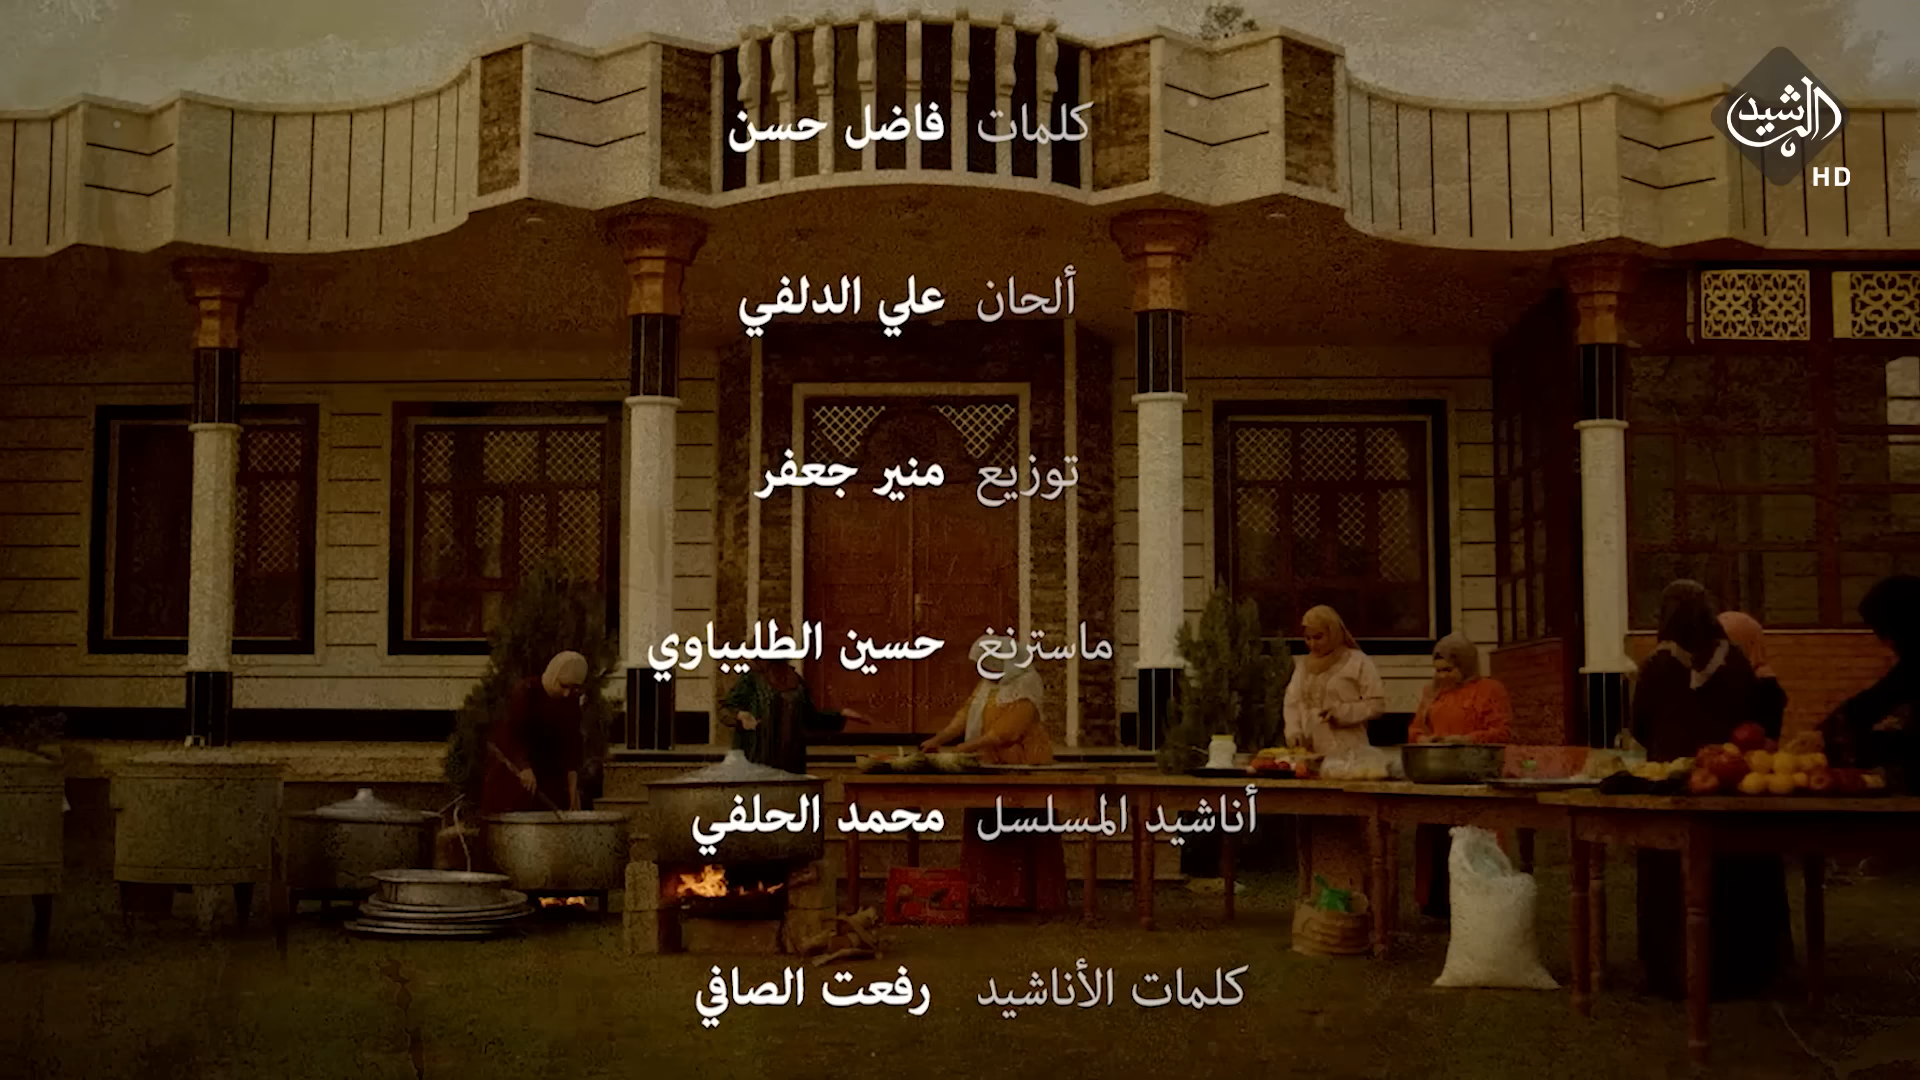 الرشيد
HD
كلمات فاضل حسن
ألحان علي الدلفي
توزيع منير جعفر
ماسترنغ حسين الطليباوي
أناشيد المسلسل محمد الحلفي
كلمات الأناشيد رفعت الصافي